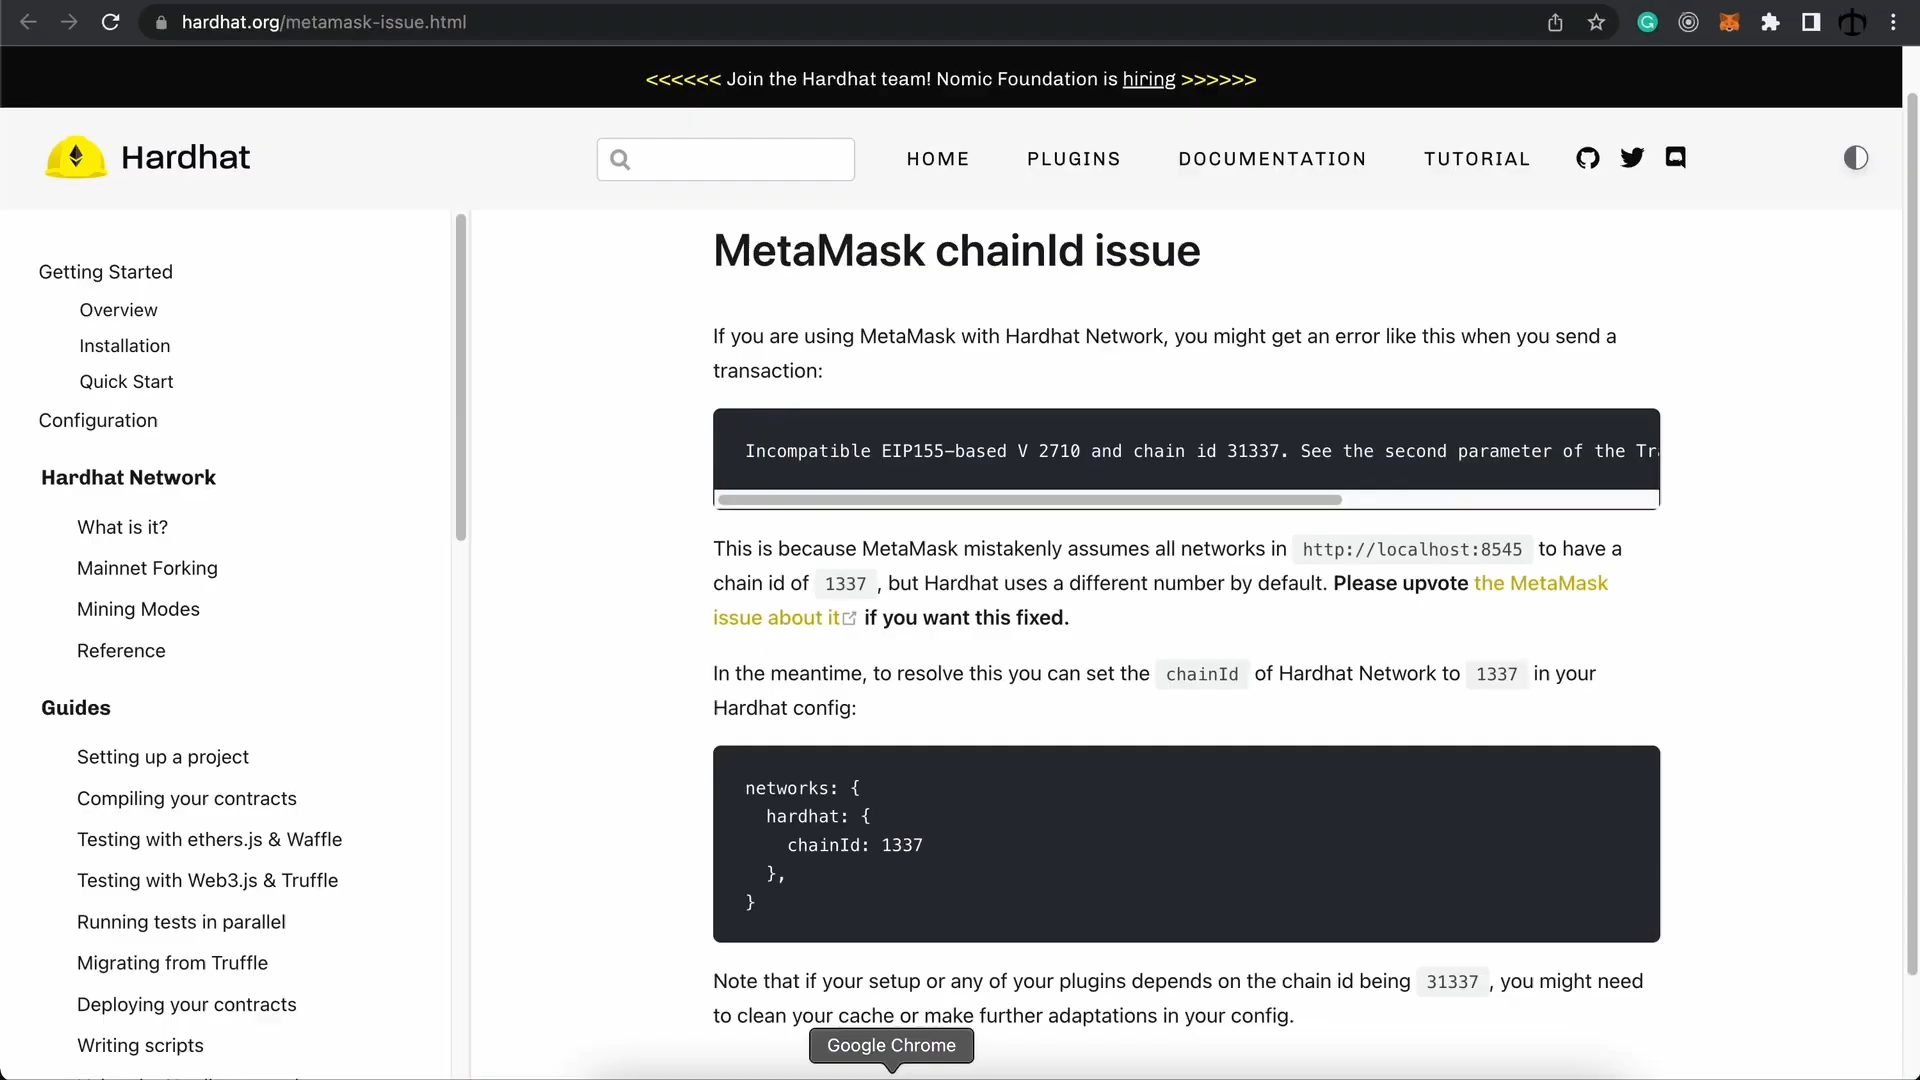 hardhat.org/metamask-issue.html
<<<<<< Join the Hardhat team! Nomic Foundation is hiring >>>>>>
Hardhat
HOME
PLUGINS
DOCUMENTATION
TUTORIAL
Getting Started
Overview
Installation
Quick Start
Configuration
Hardhat Network
What is it?
Mainnet Forking
Mining Modes
Reference
Guides
Setting up a project
Compiling your contracts
Testing with ethers.js & Waffle
Testing with Web3.js & Truffle
Running tests in parallel
Migrating from Truffle
Deploying your contracts
Writing scripts
MetaMask chainId issue
If you are using MetaMask with Hardhat Network, you might get an error like this when you send a
transaction:
Incompatible EIP155-based V 2710 and chain id 31337. See the second parameter of the
This is because MetaMask mistakenly assumes all networks in http://localhost:8545 to have a
chain id of 1337 , but Hardhat uses a different number by default. Please upvote the MetaMask
issue about it if you want this fixed.
In the meantime, to resolve this you can set the chainId of Hardhat Network to 1337 in your
Hardhat config:
networks: {
hardhat: {
chainId: 1337
},
}
Note that if your setup or any of your plugins depends on the chain id being 31337 , you might need
to clean your cache or make further adaptations in your config.
Google Chrome